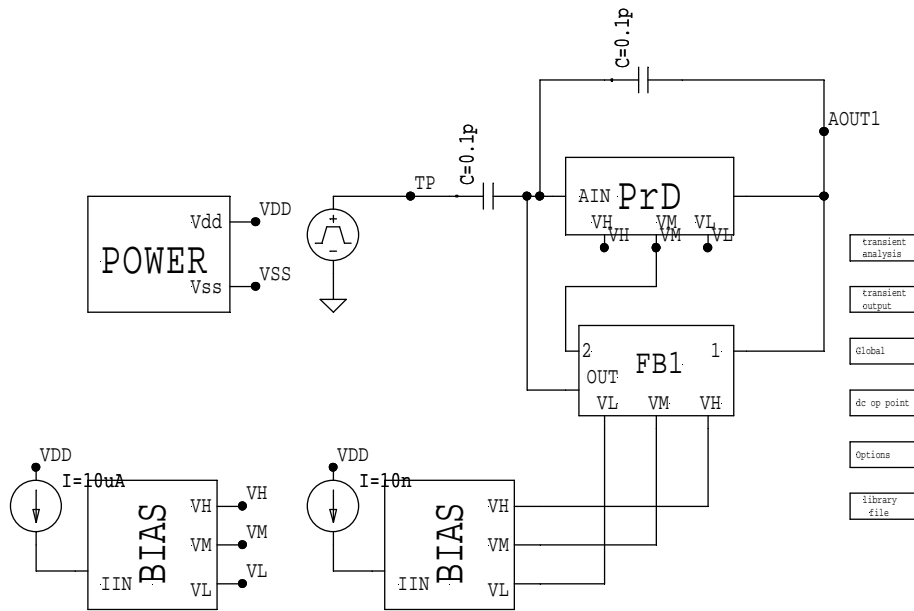 C=0.1p
AOUT1
C=0.1p
TP
AIN PrD
VH VM VL
VH VM VL
Vdd VDD
POWER
Vss VSS
transient
analysis
transient
output
Global
dc op point
Options
library
file
2 FB1 1
OUT
VL VM VH
VDD
I=10uA
BIAS
IIN
VH VH
VM VM
VL VL
VDD
I=10n
BIAS
IIN
VH
VM
VL